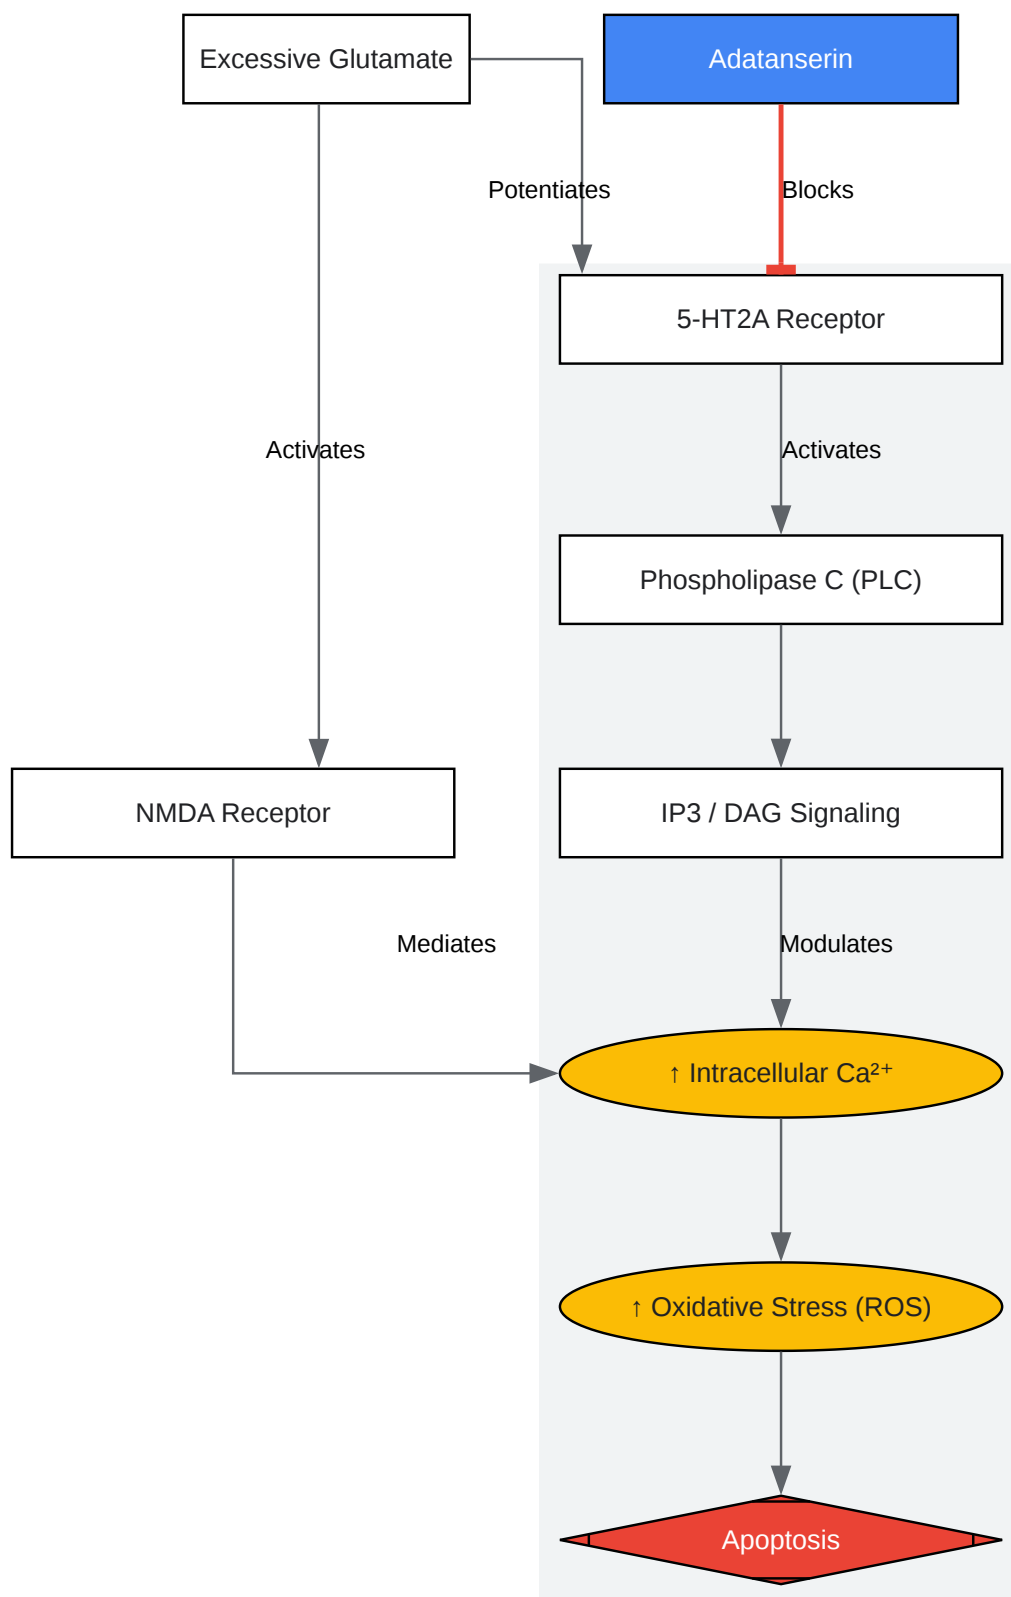 Excessive Glutamate
Adatanserin
Potentiates
Blocks
5-HT2A Receptor
Activates
Activates
Phospholipase C (PLC)
NMDA Receptor
IP3 / DAG Signaling
Mediates
Modulates
↑ Intracellular Ca²⁺
↑ Oxidative Stress (ROS)
Apoptosis